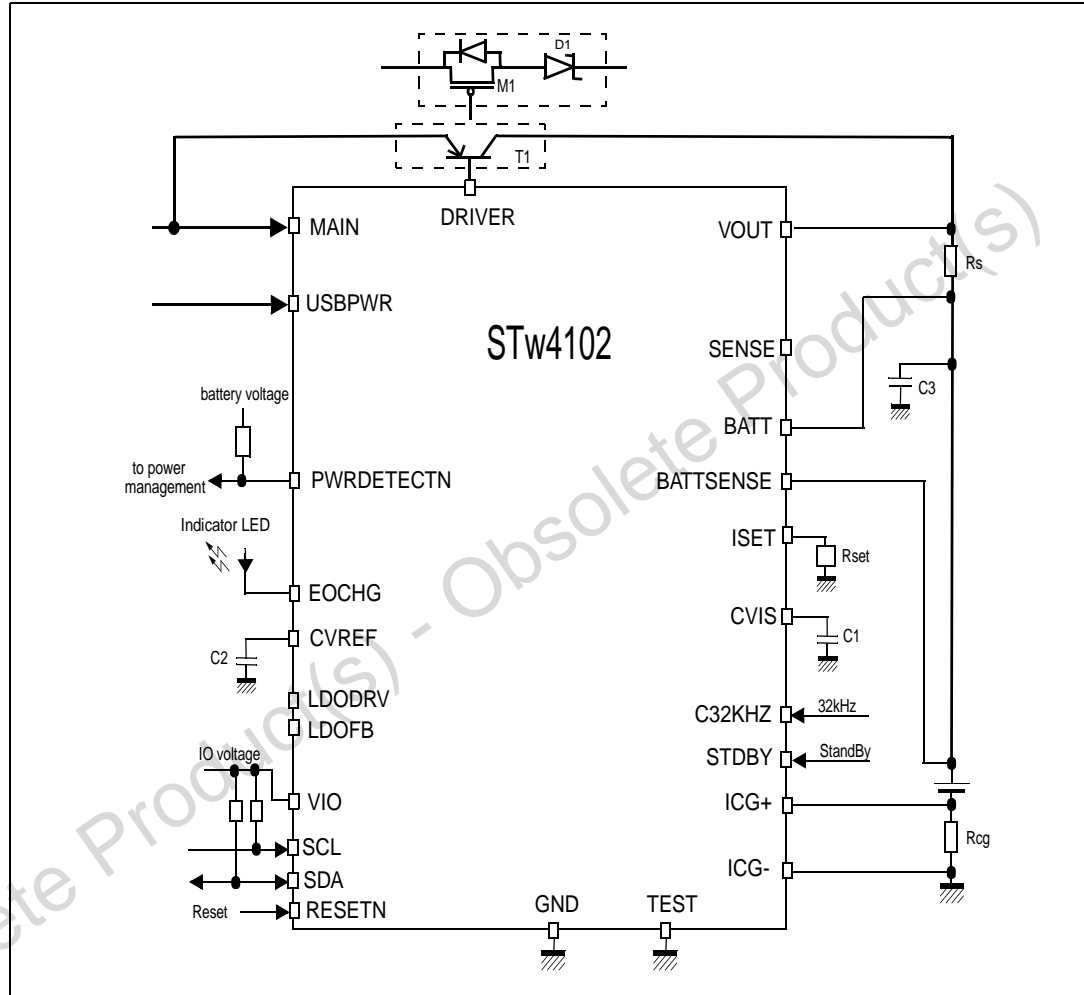 D1
M1
T1
DRIVER
MAIN
VOUT
Rs
USBPWR
STw4102
SENSE
C3
battery voltage
BATT
to power
management
PWRDETECTN
BATTSENSE
Indicator LED
ISET
Rset
EOCHG
CVIS
C1
CVREF
C2
LDODRV
C32KHZ
32kHz
LDOFB
IO voltage
STDBY
StandBy
VIO
ICG+
Rcg
SCL
ICG-
SDA
Reset
RESETN
GND
TEST
ete Product(s) - Obsolete Product(s)